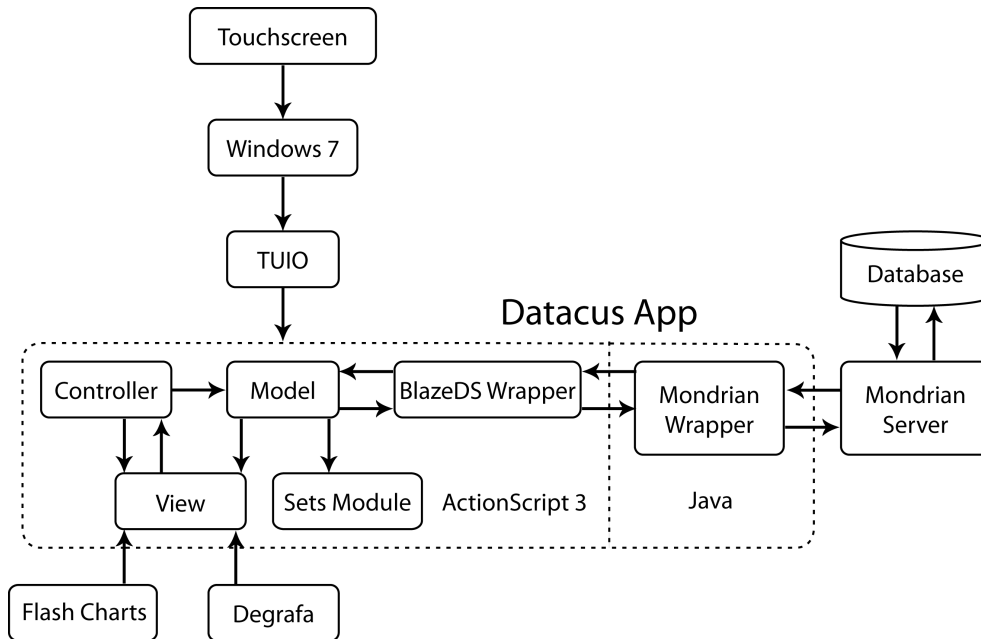 Touchscreen
Windows 7
TUIO
Database
Datacus App
Controller
Model
BlazeDS Wrapper
Mondrian
Wrapper
Mondrian
Server
View
Sets Module
ActionScript 3
Java
Flash Charts
Degrafa